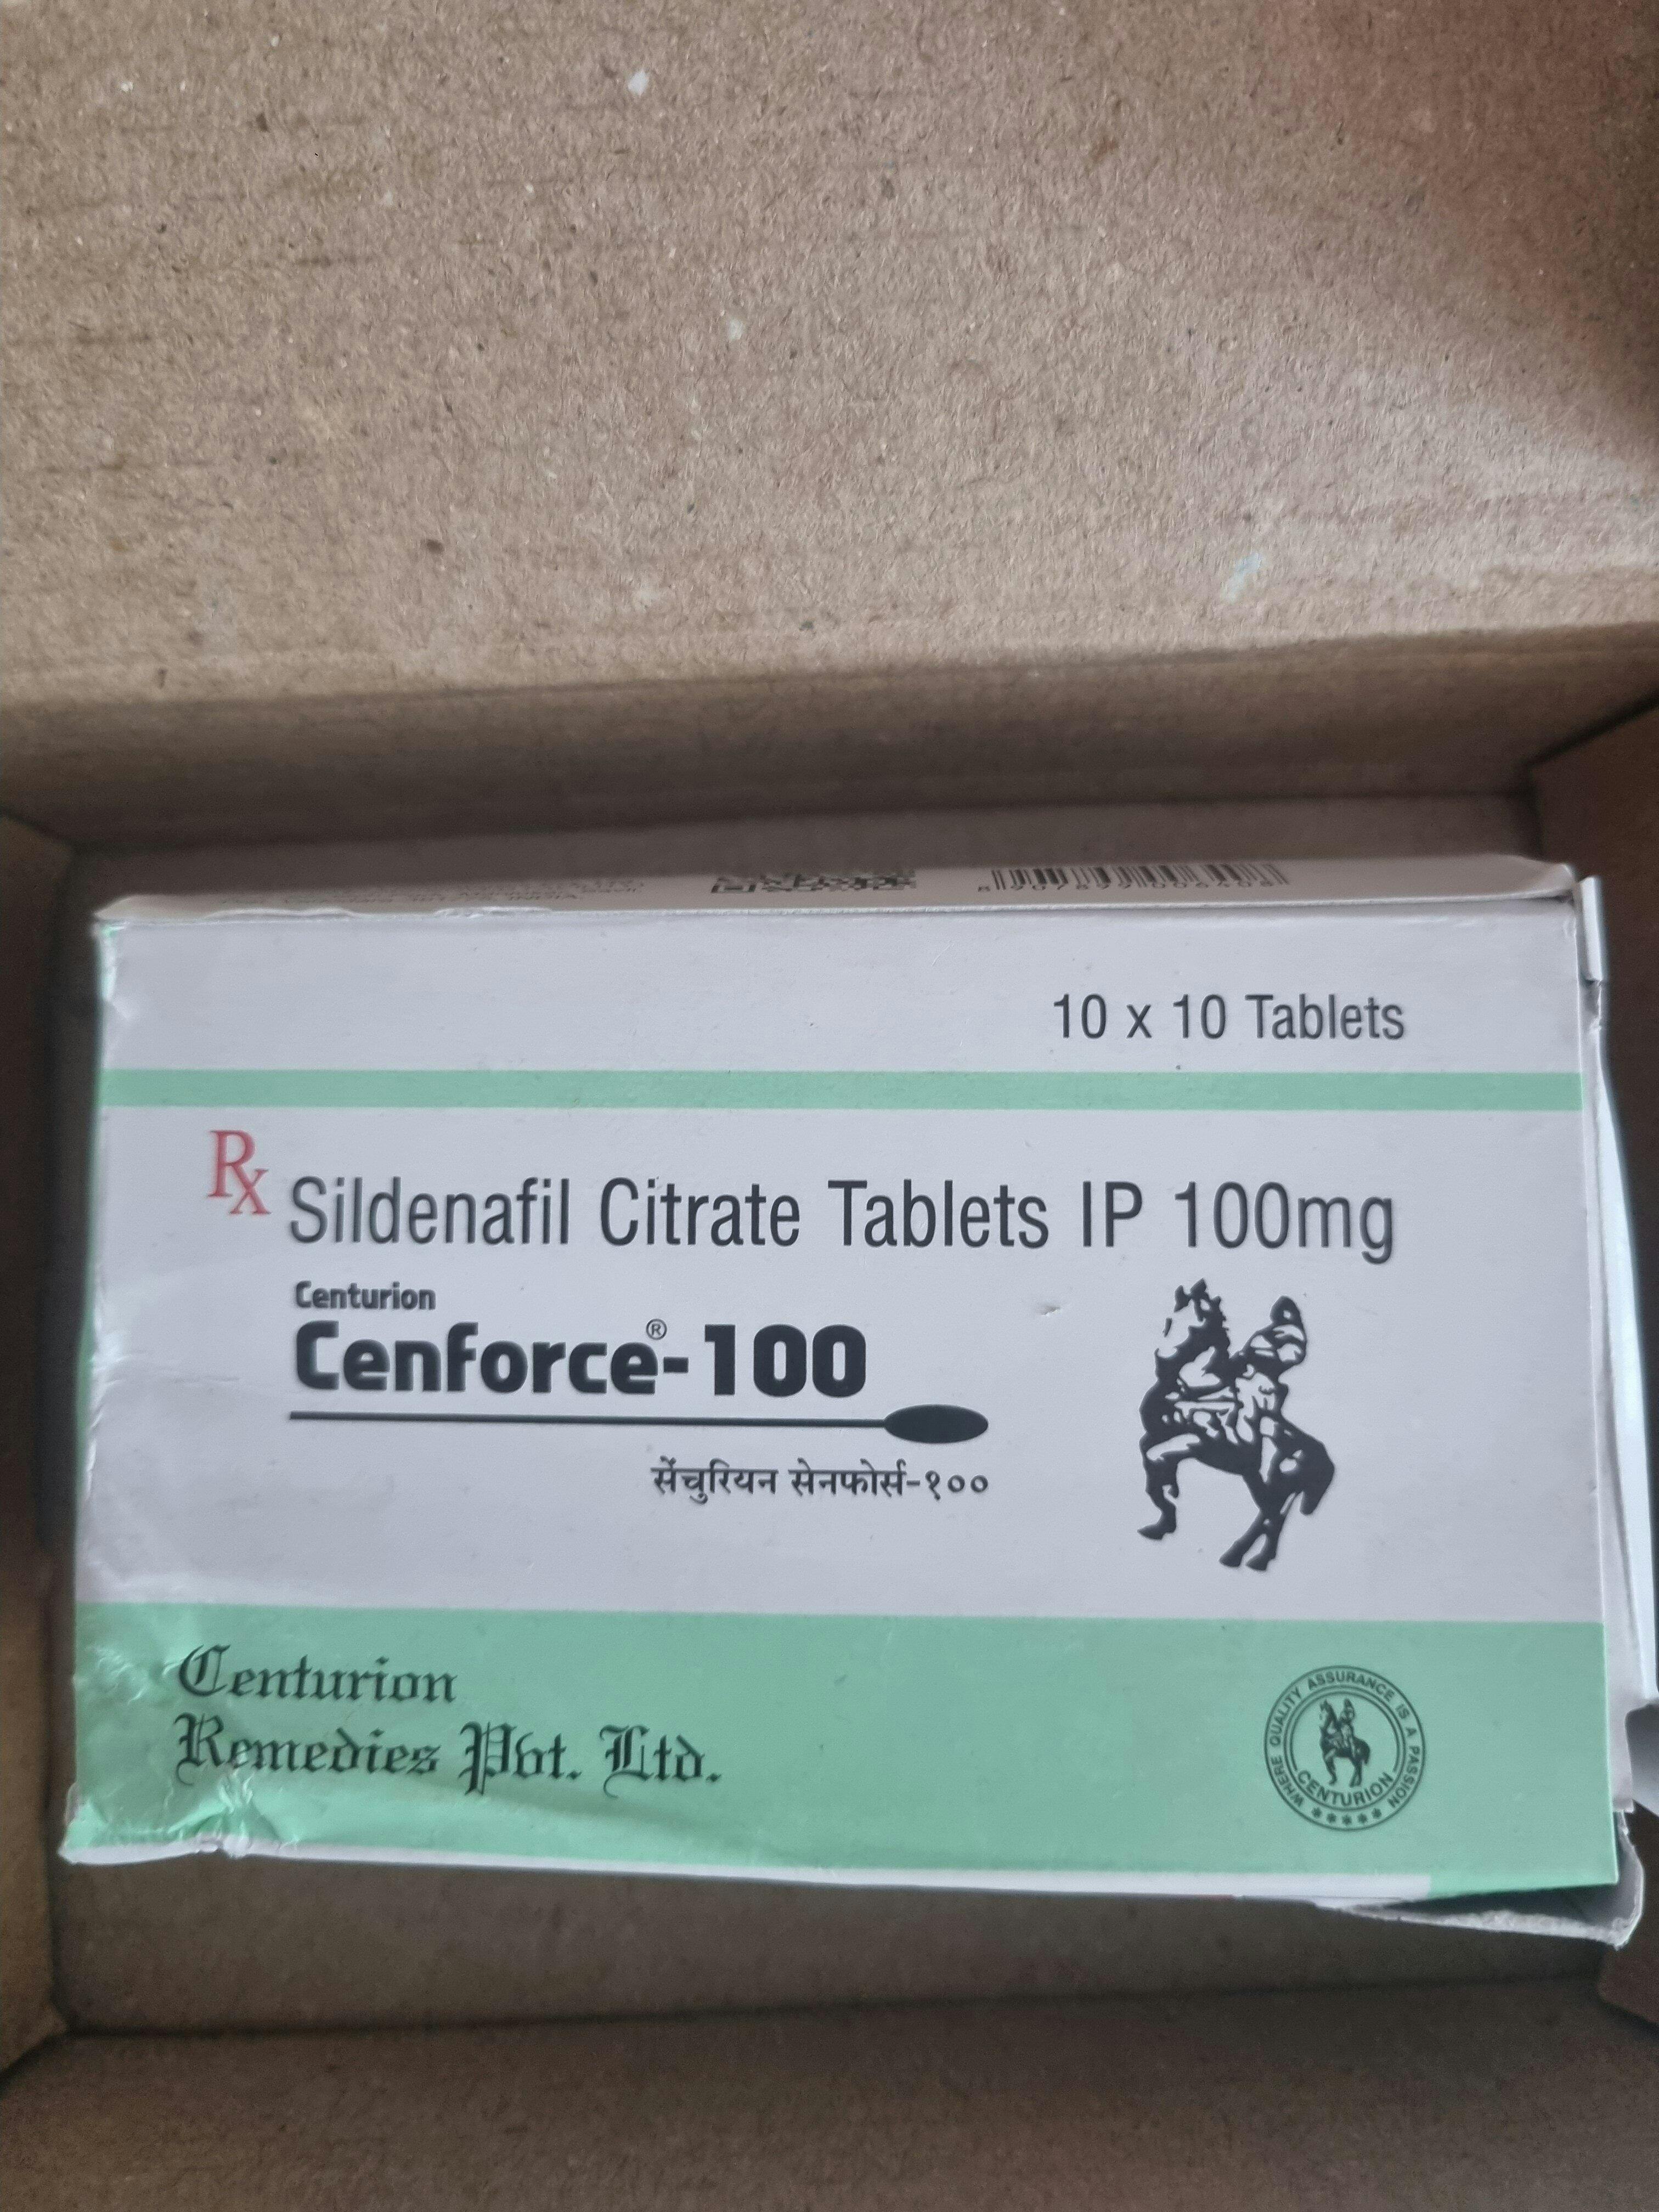 8907899006408
10 x 10 Tablets
Rx Sildenafil Citrate Tablets IP 100mg
Centurion
Cenforce®-100
सेंचुरियन सेनफोर्स-१००
Centurion
Remedies Pvt. Ltd.
WHERE QUALITY ASSURANCE IS A PASSION
CENTURION